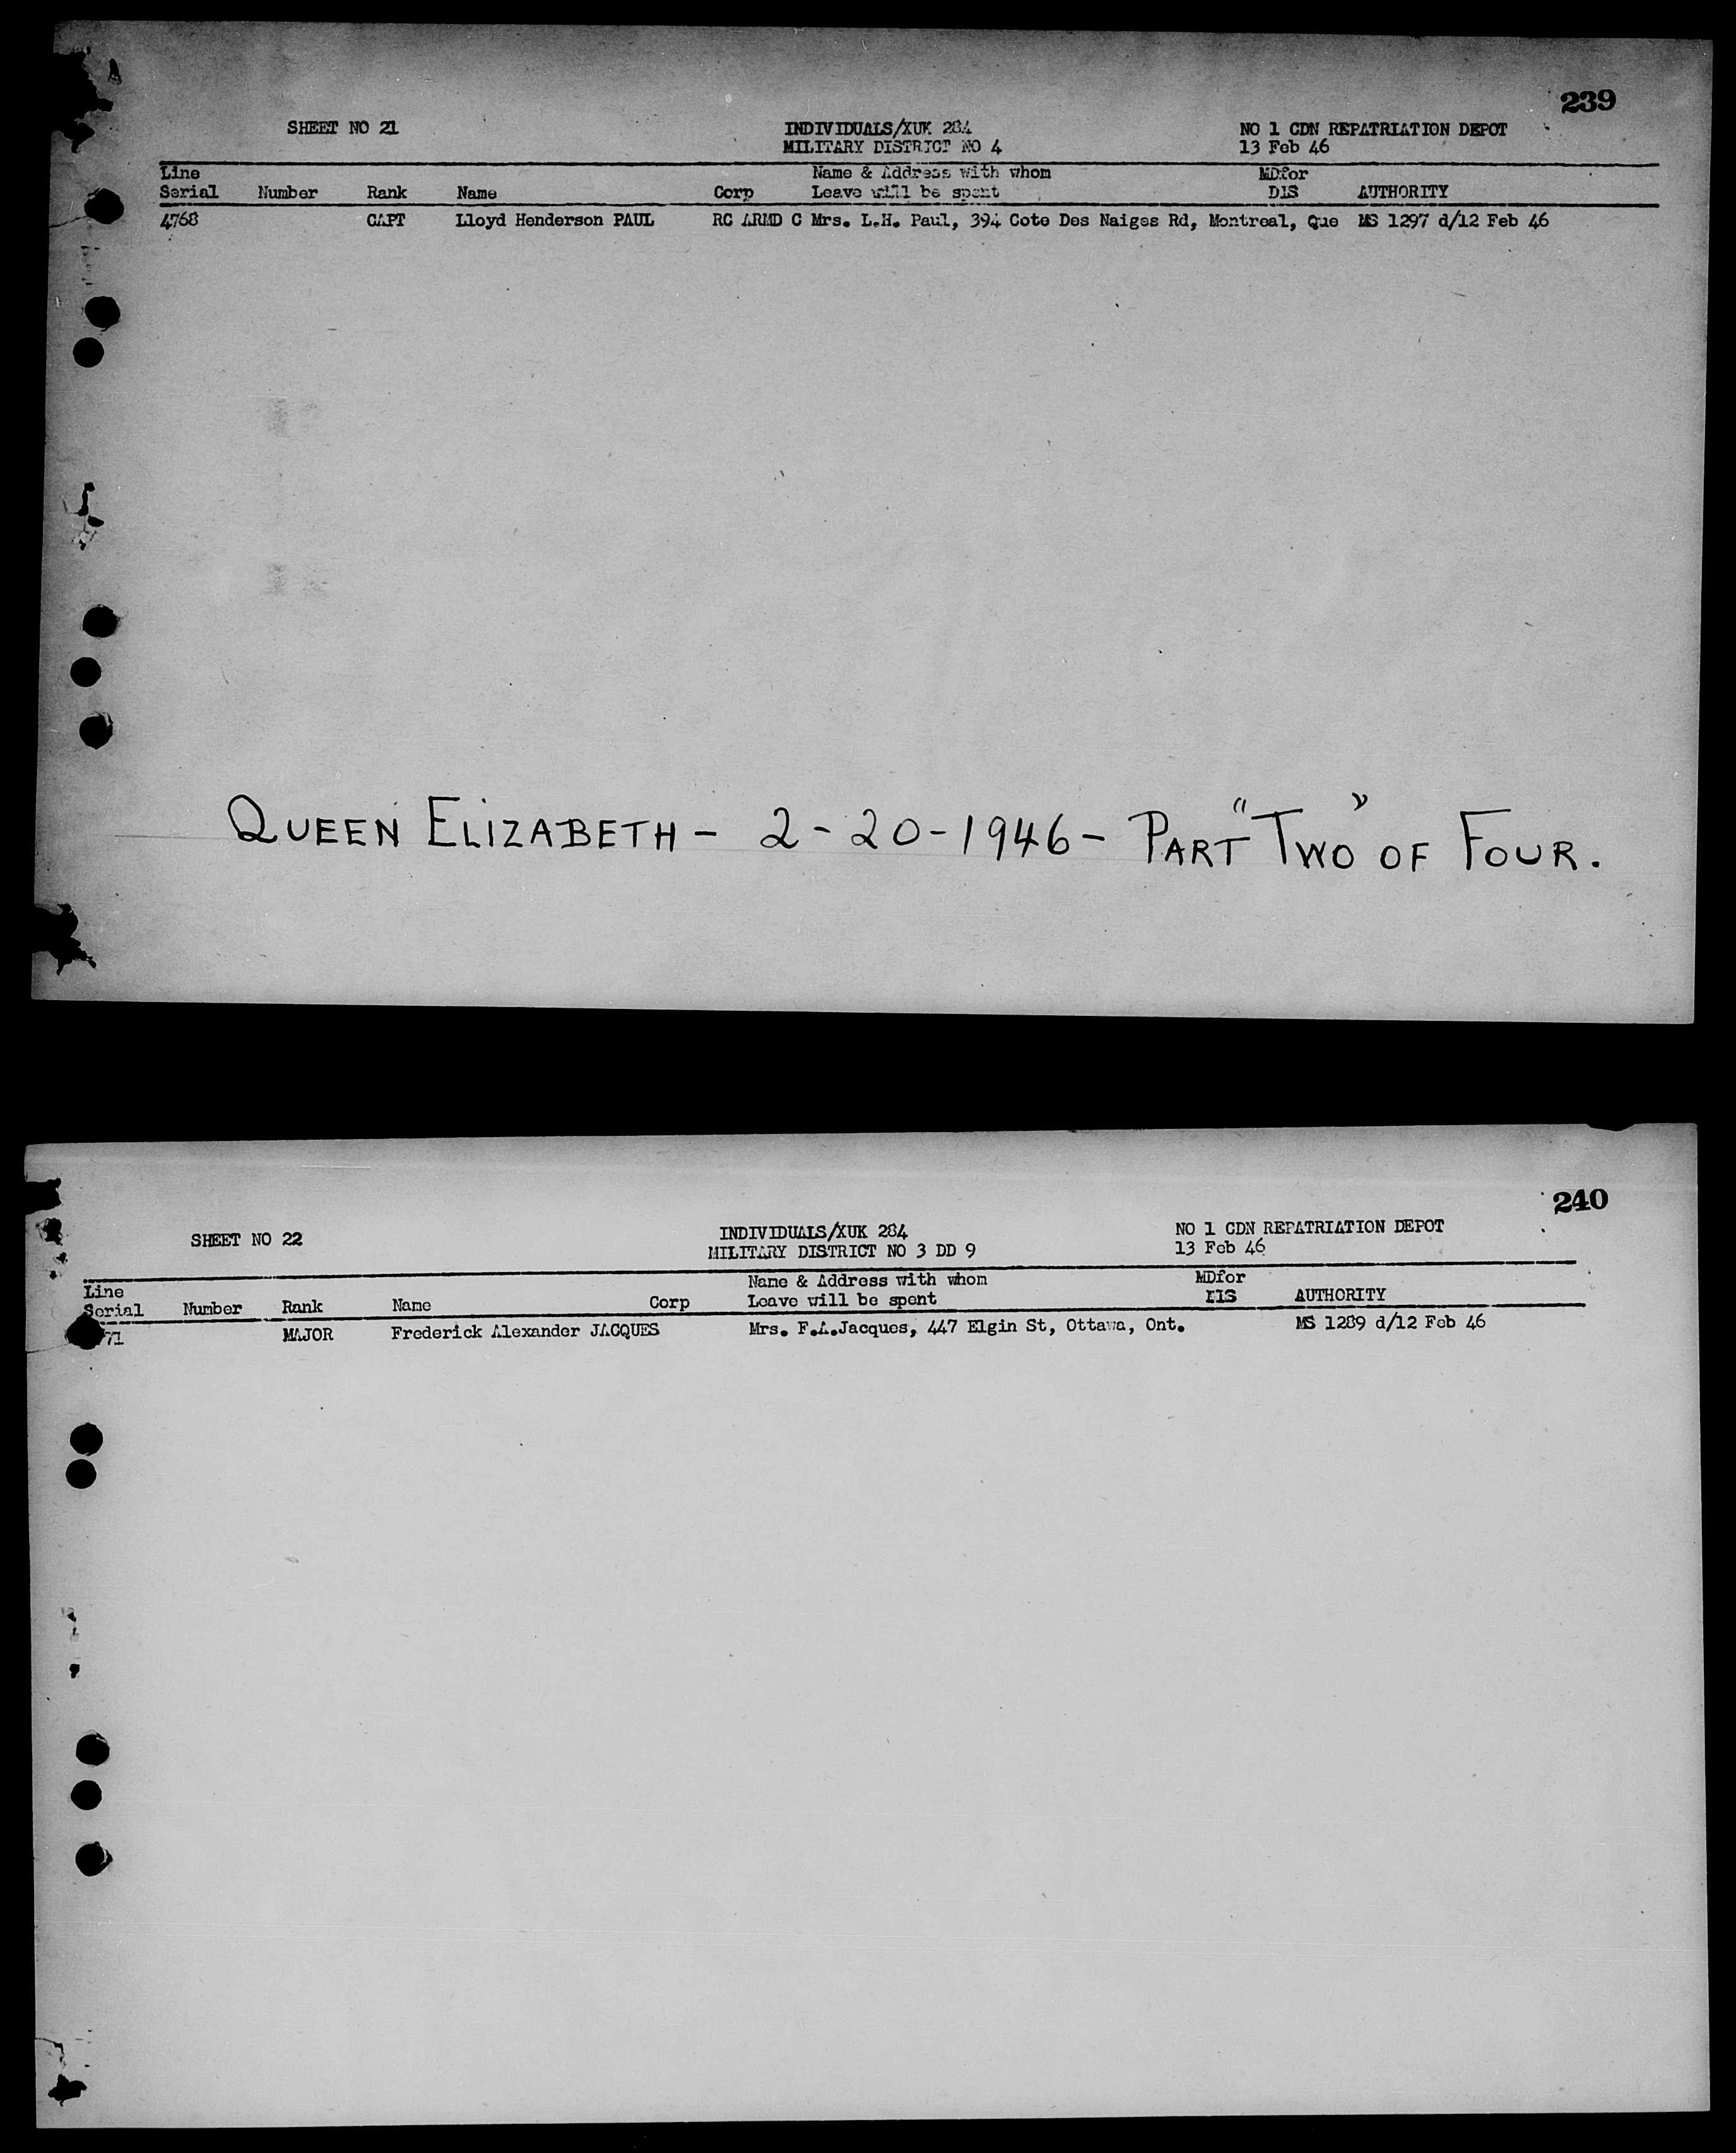 239
SHEET NO 21 INDIVIDUALS/XUK 284 NO 1 CDN REPATRIATION DEPOT
MILITARY DISTRICT NO 4 13 Feb 46
Line Name & Address with whom MDfor
Serial Number Rank Name Corp Leave will be spent DIS AUTHORITY
4768 CAPT Lloyd Henderson PAUL RC ARMD C Mrs. L.H. Paul, 394 Cote Des Naiges Rd, Montreal, Que MS 1297 d/12 Feb 46
QUEEN ELIZABETH - 2-20-1946- PART "TWO" OF FOUR.
240
SHEET NO 22 INDIVIDUALS/XUK 284 NO 1 CDN REPATRIATION DEPOT
MILITARY DISTRICT NO 3 DD 9 13 Feb 46
Line Name & Address with whom MDfor
Serial Number Rank Name Corp Leave will be spent DIS AUTHORITY
71 MAJOR Frederick Alexander JACQUES Mrs. F.A.Jacques, 447 Elgin St, Ottawa, Ont. MS 1289 d/12 Feb 46